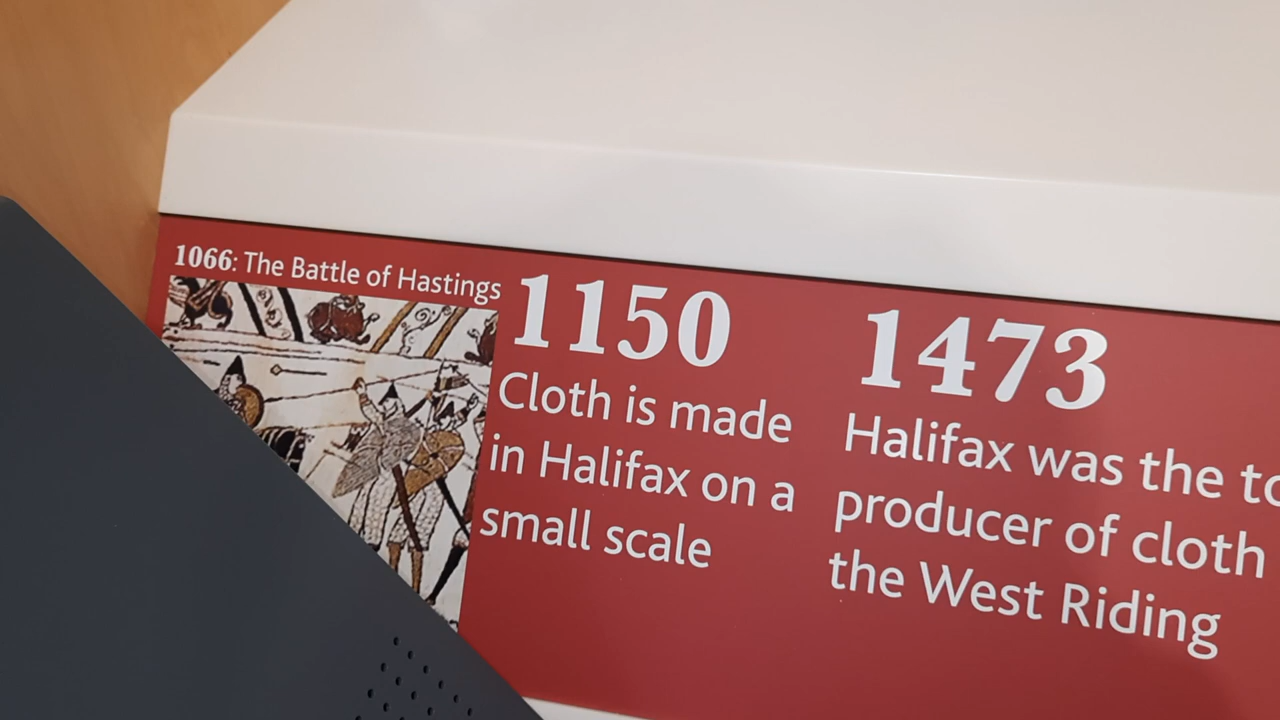 1066: The Battle of Hastings
1150
Cloth is made
in Halifax on a
small scale
1473
Halifax was the
producer of cloth
the West Riding